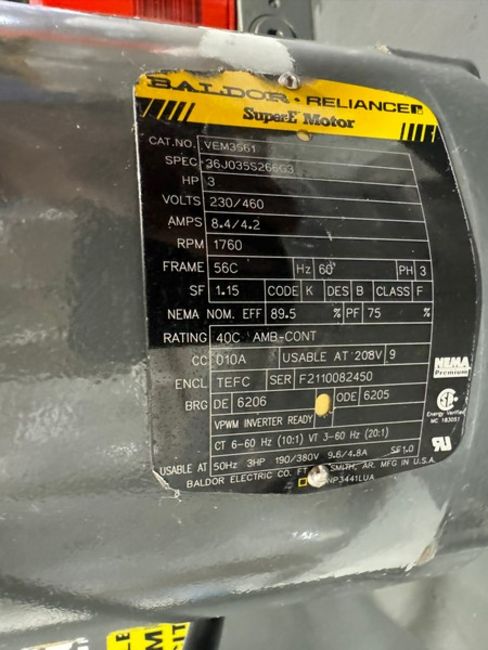 BALDOR • RELIANCE
Super-E Motor
CAT.NO. VEM3561
SPEC. 36J035S266G3
HP 3
VOLTS 230/460
AMPS 8.4/4.2
RPM 1760
FRAME 56C Hz 60 PH 3
SF 1.15 CODE K DES B CLASS F
NEMA NOM. EFF 89.5 % PF 75 %
RATING 40C AMB-CONT
CC 010A USABLE AT 208V 9
NEMA
Premium
ENCL TEFC SER F2110082450
Energy Verified
MC 183051
BRG DE 6206 ODE 6205
VPWM INVERTER READY
CT 6-60 Hz (10:1) VT 3-60 Hz (20:1)
USABLE AT 50Hz 3HP 190/380V 9.6/4.8A SF1.0
BALDOR ELECTRIC CO. FT. SMITH, AR. MFG IN U.S.A.
NP3441LUA